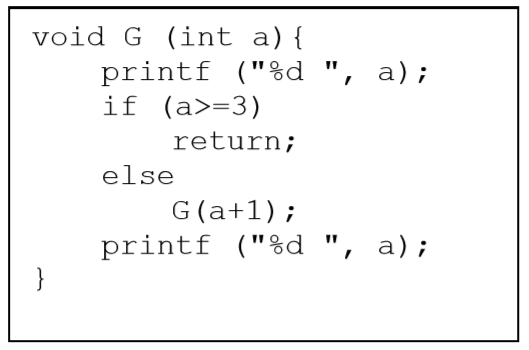 void G (int a){
    printf ("%d ", a);
    if (a>=3)
        return;
    else
        G(a+1);
    printf ("%d ", a);
}